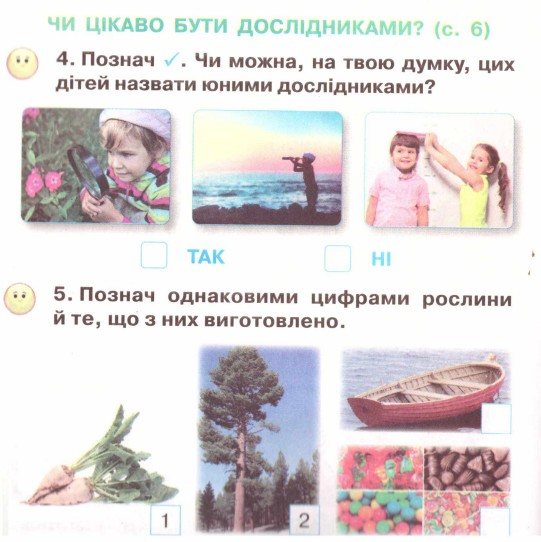 ЧИ ЦІКАВО БУТИ ДОСЛІДНИКАМИ? (с. 6)
4. Познач ✓. Чи можна, на твою думку, цих
дітей назвати юними дослідниками?
ТАК
НІ
5. Познач однаковими цифрами рослини
й те, що з них виготовлено.
1
2